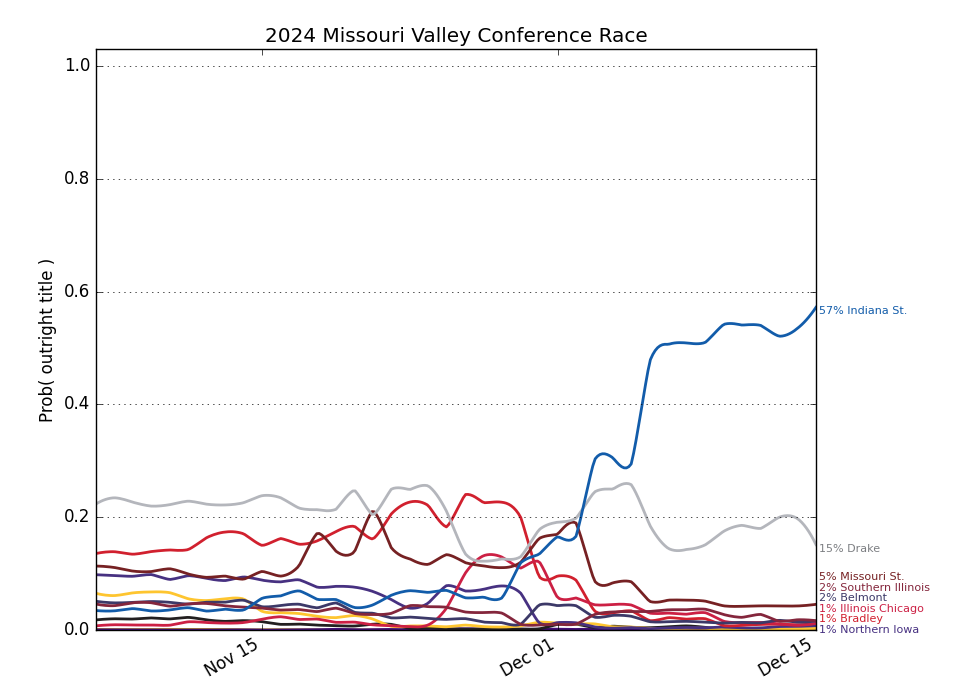 2024 Missouri Valley Conference Race
1.0
0.8
0.6
0.4
0.2
0.0
Prob( outright title )
57% Indiana St.
15% Drake
5% Missouri St.
2% Southern Illinois
2% Belmont
1% Illinois Chicago
1% Bradley
1% Northern Iowa
Nov 15
Dec 01
Dec 15